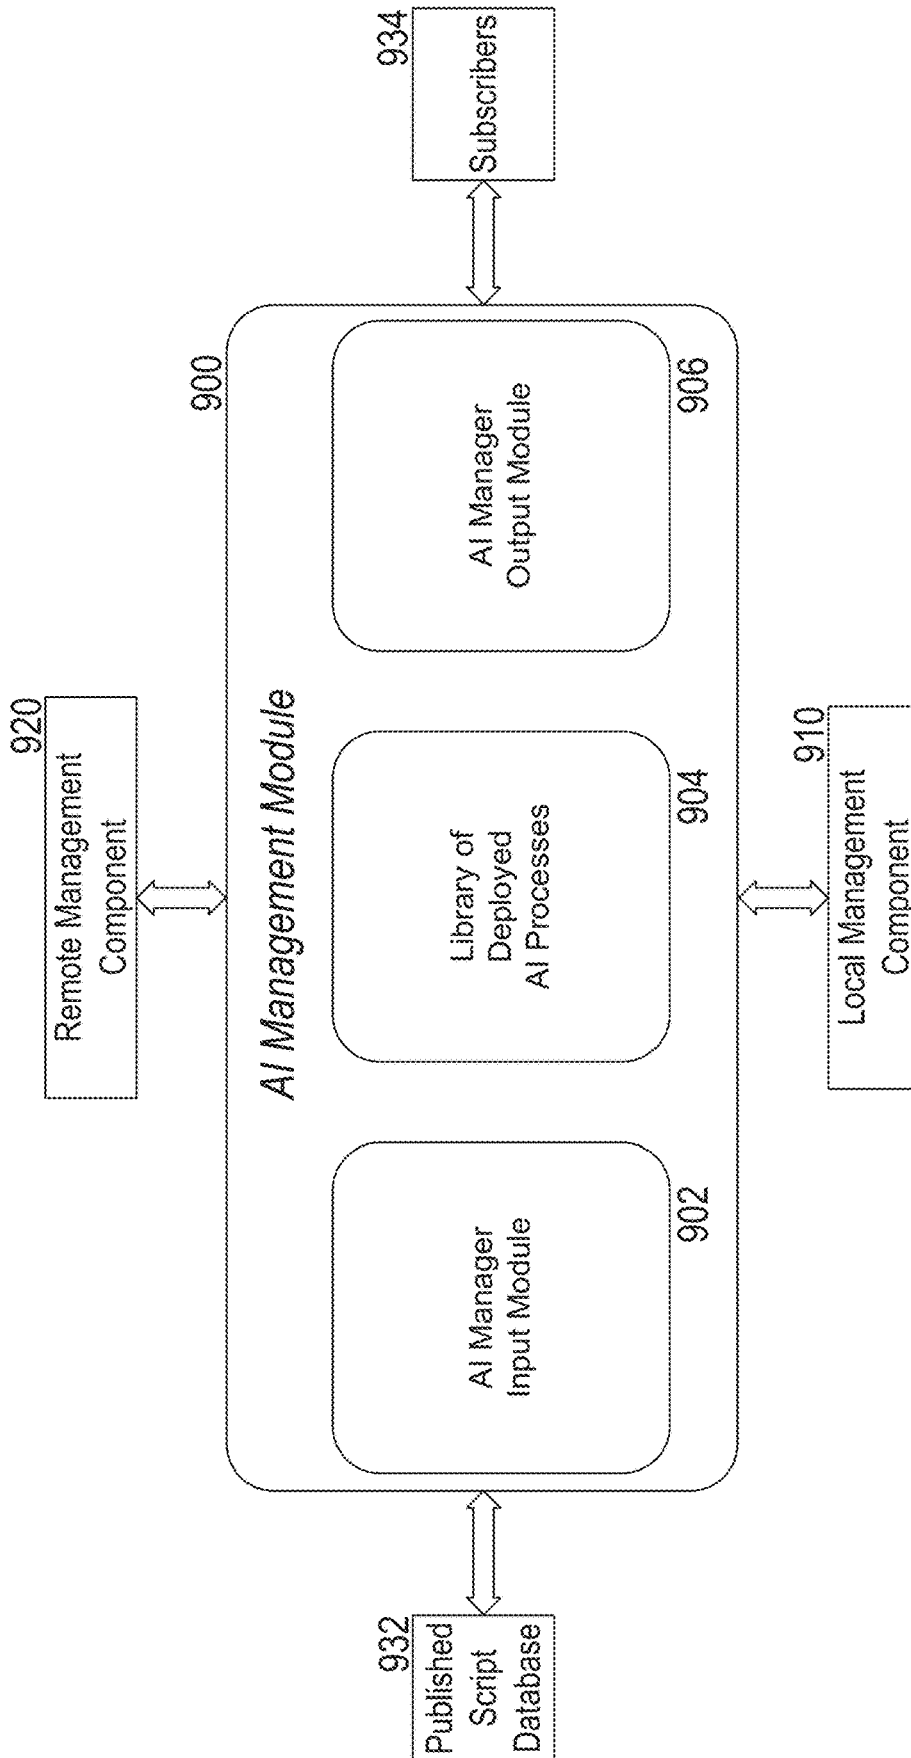 920
Remote Management
Component
900
AI Management Module
932
Published
Script
Database
AI Manager
Input Module
902
Library of
Deployed
AI Processes
904
AI Manager
Output Module
906
934
Subscribers
910
Local Management
Component